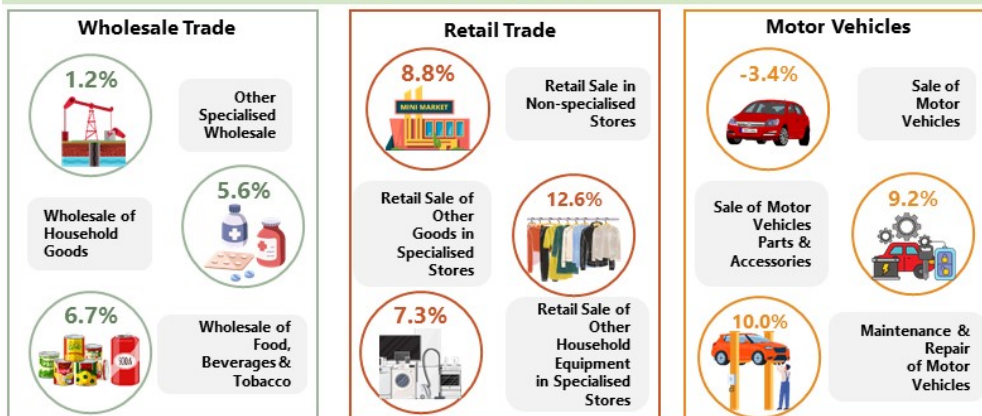 Wholesale Trade
1.2%
Other
Specialised
Wholesale
5.6%
Wholesale of
Household
Goods
6.7%
Wholesale of
Food,
Beverages &
Tobacco
SODA
Retail Trade
8.8%
MINI MARKET
Retail Sale in
Non-specialised
Stores
Retail Sale of
Other
Goods in
Specialised
Stores
12.6%
7.3%
Retail Sale of
Other
Household
Equipment
in Specialised
Stores
Motor Vehicles
-3.4%
Sale of
Motor
Vehicles
Sale of Motor
Vehicles
Parts &
Accessories
9.2%
10.0%
Maintenance &
Repair
of Motor
Vehicles